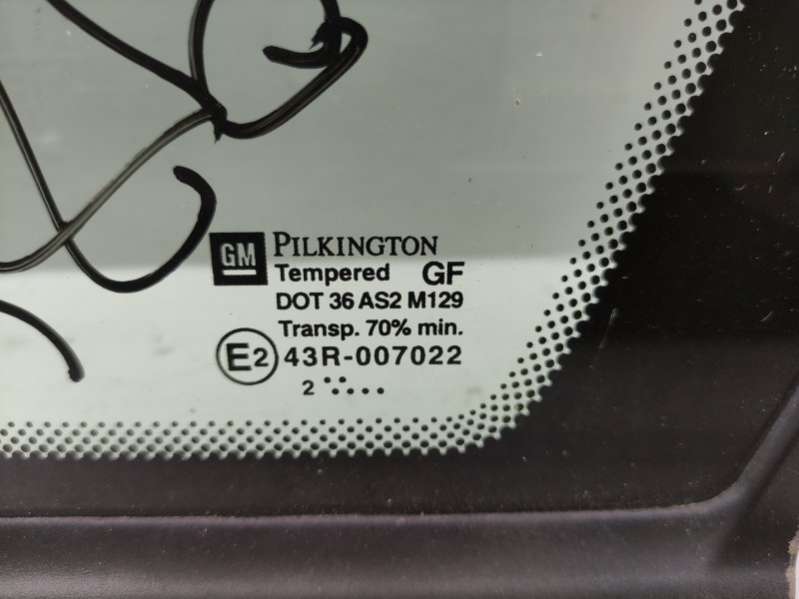 GM PILKINGTON
Tempered GF
DOT 36 AS2 M129
Transp. 70% min.
E2 43R-007022
2